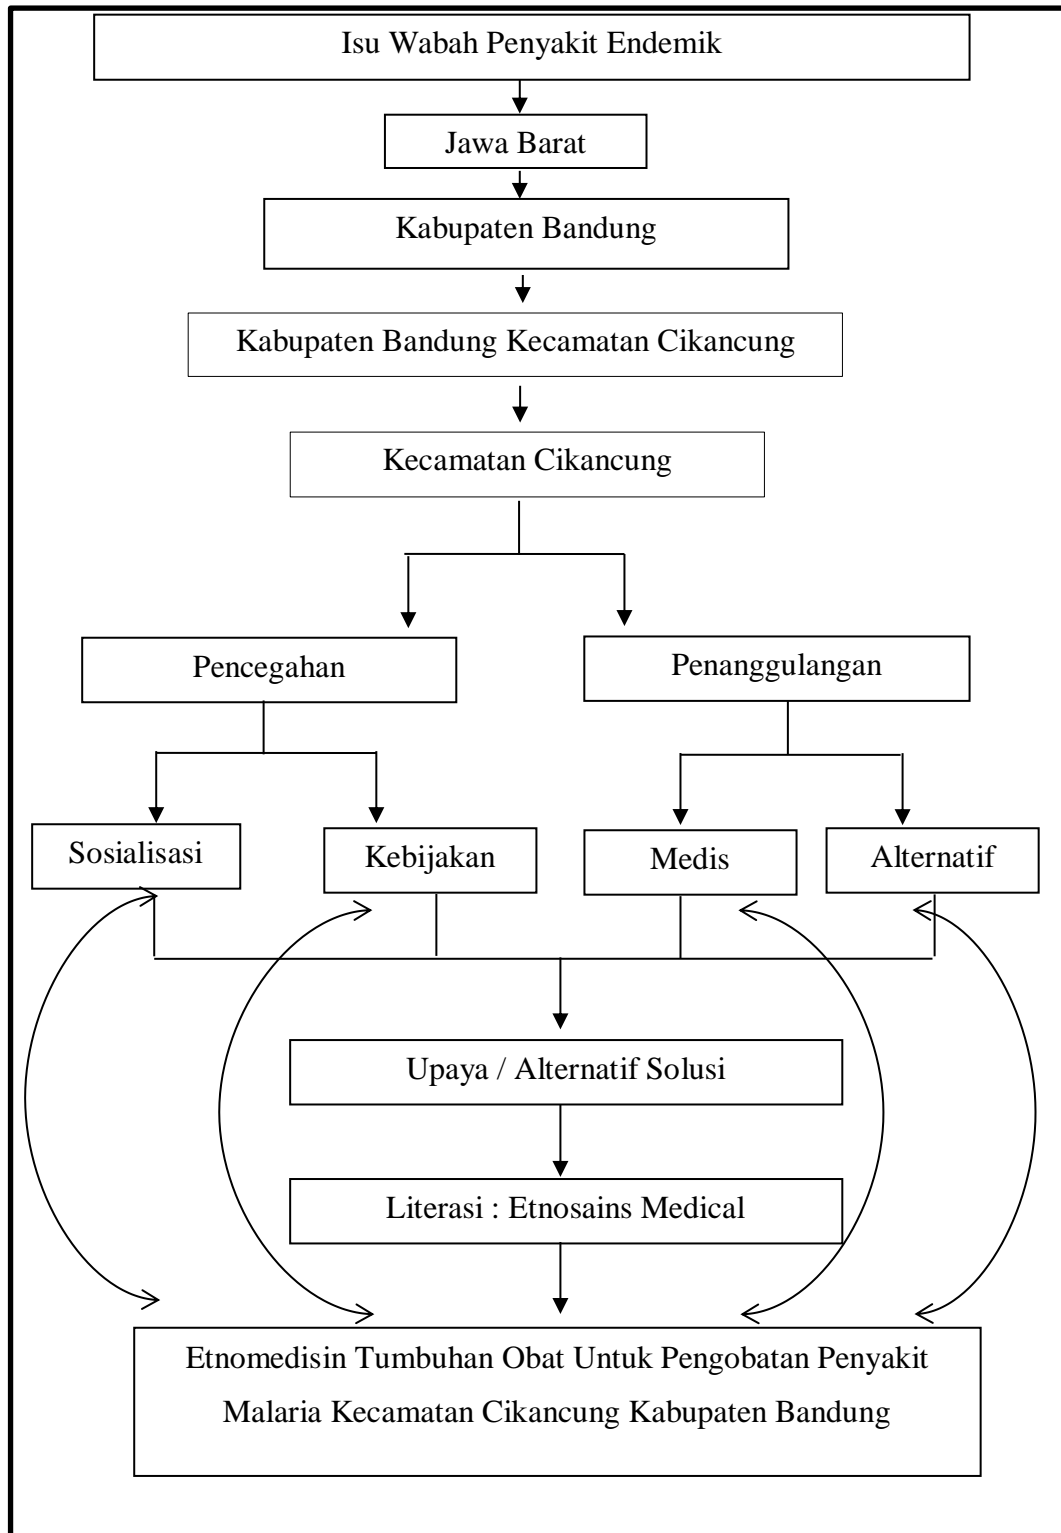 Isu Wabah Penyakit Endemik
Jawa Barat
Kabupaten Bandung
Kabupaten Bandung Kecamatan Cikancung
Kecamatan Cikancung
Pencegahan
Penanggulangan
Sosialisasi
Kebijakan
Medis
Alternatif
Upaya / Alternatif Solusi
Literasi : Etnosains Medical
Etnomedisin Tumbuhan Obat Untuk Pengobatan Penyakit
Malaria Kecamatan Cikancung Kabupaten Bandung